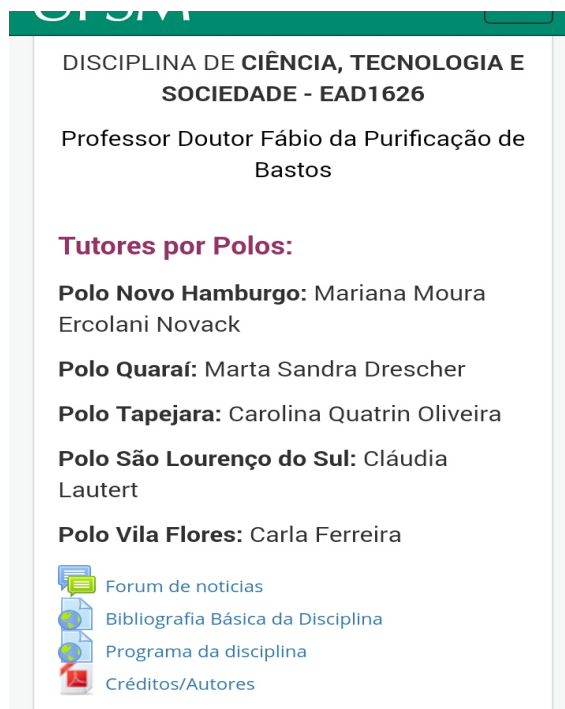 UFSM
DISCIPLINA DE CIÊNCIA, TECNOLOGIA E
SOCIEDADE - EAD1626
Professor Doutor Fábio da Purificação de
Bastos
Tutores por Polos:
Polo Novo Hamburgo: Mariana Moura
Ercolani Novack
Polo Quaraí: Marta Sandra Drescher
Polo Tapejara: Carolina Quatrin Oliveira
Polo São Lourenço do Sul: Cláudia
Lautert
Polo Vila Flores: Carla Ferreira
Forum de noticias
Bibliografia Básica da Disciplina
Programa da disciplina
Créditos/Autores